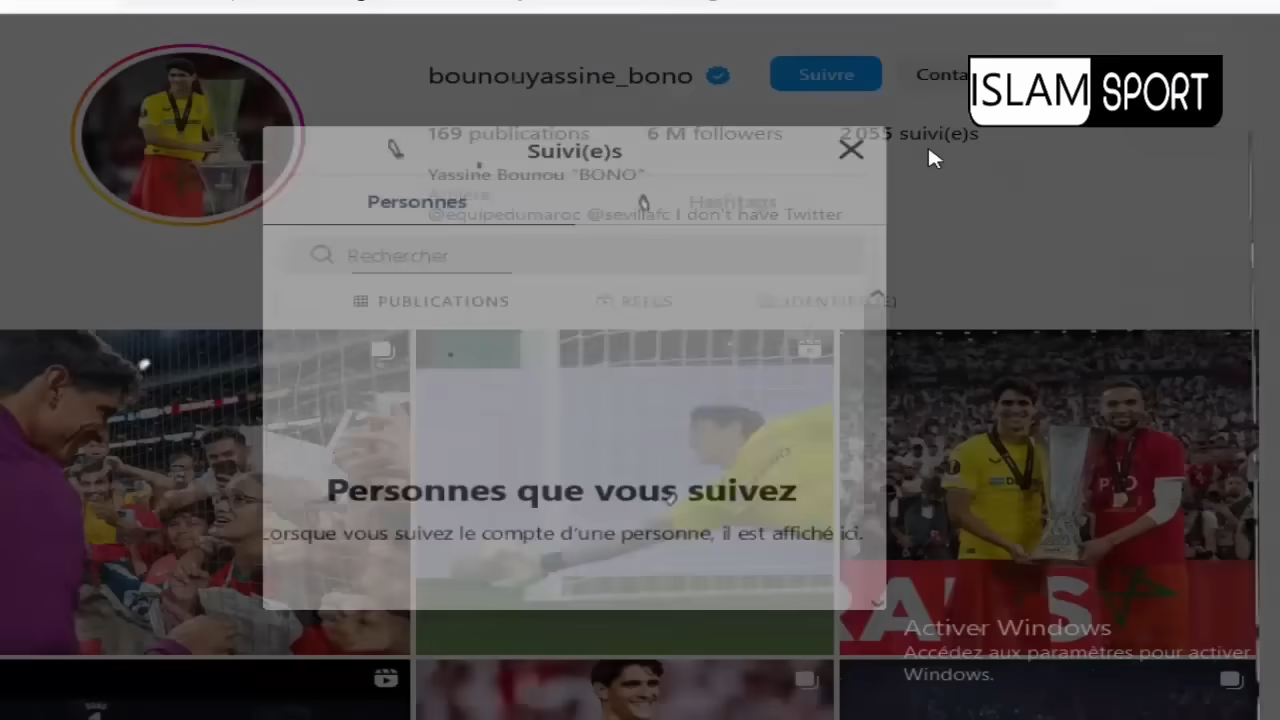 bounouyassine_bono
Suivre
Conta
ISLAM SPORT
169 publications
6 M followers
2 055 suivi(e)s
Suivi(e)s
Yassine Bounou "BONO"
Personnes
Hashtags
@equipedumaroc @sevillafc I don't have Twitter
Rechercher
PUBLICATIONS
REELS
IDENTIFIÉ(E)
Personnes que vous suivez
Lorsque vous suivez le compte d'une personne, il est affiché ici.
Activer Windows
Accédez aux paramètres pour activer
Windows.